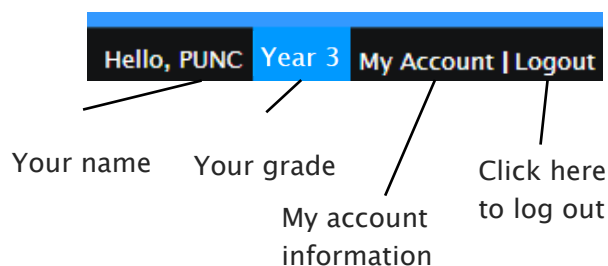 Hello, PUNC Year 3 My Account | Logout
Your name
Your grade
Click here
to log out
My account
information